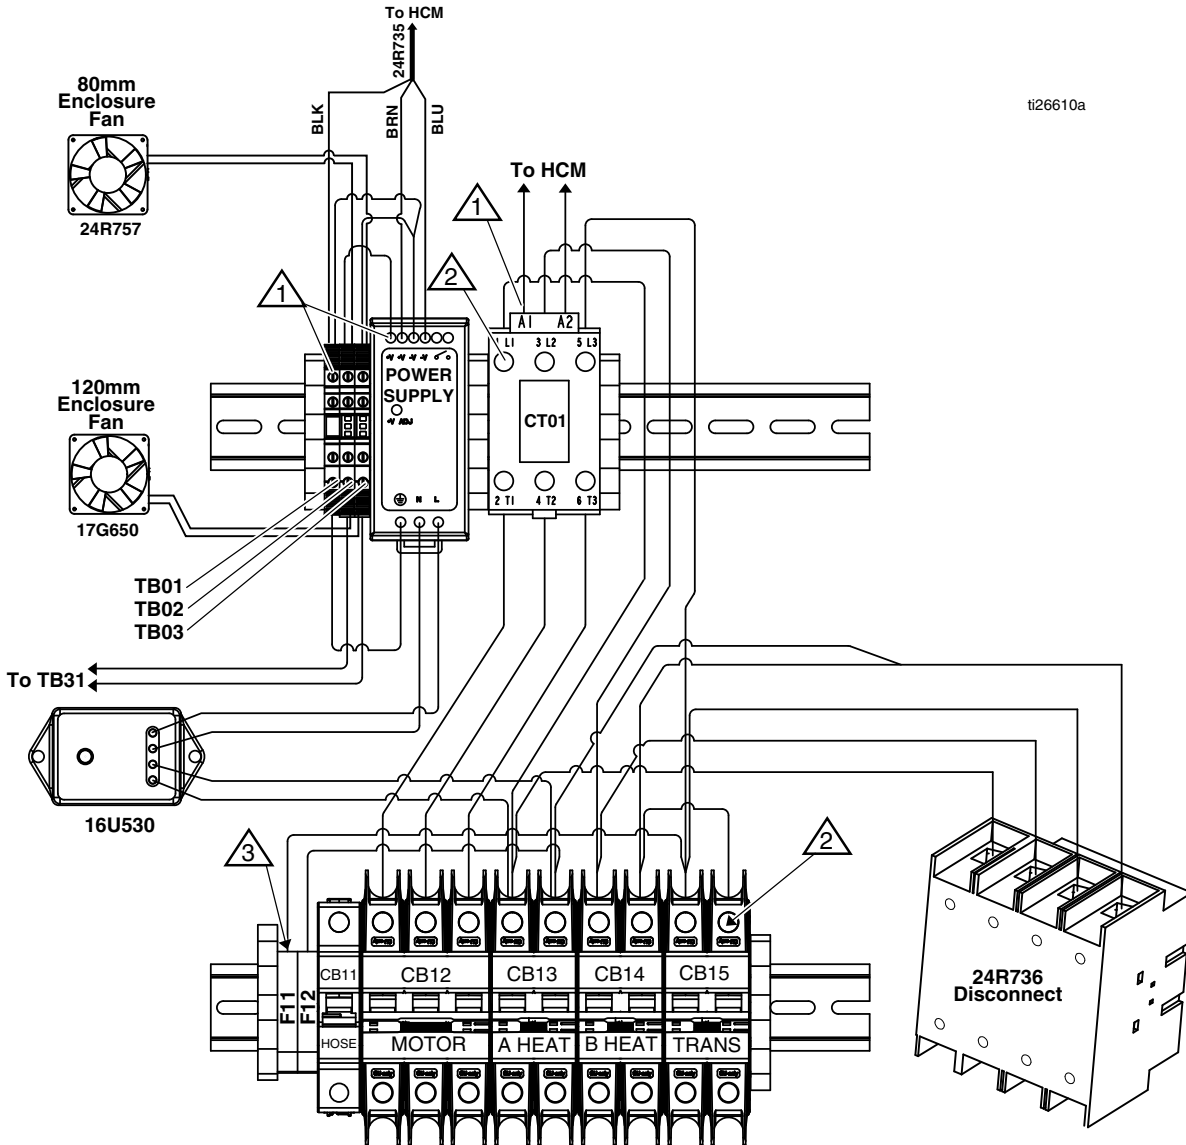 To HCM
24R735
80mm
Enclosure
Fan
24R757
BLK
BRN
BLU
ti26610a
To HCM
1
2
1
A1 A2
1 L1 3 L2 5 L3
POWER
SUPPLY
+V ADJ
N L
CT01
2 T1 4 T2 6 T3
120mm
Enclosure
Fan
17G650
TB01
TB02
TB03
To TB31
16U530
3
2
F11
F12
CB11
CB12
CB13
CB14
CB15
HOSE
MOTOR
A HEAT
B HEAT
TRANS
24R736
Disconnect